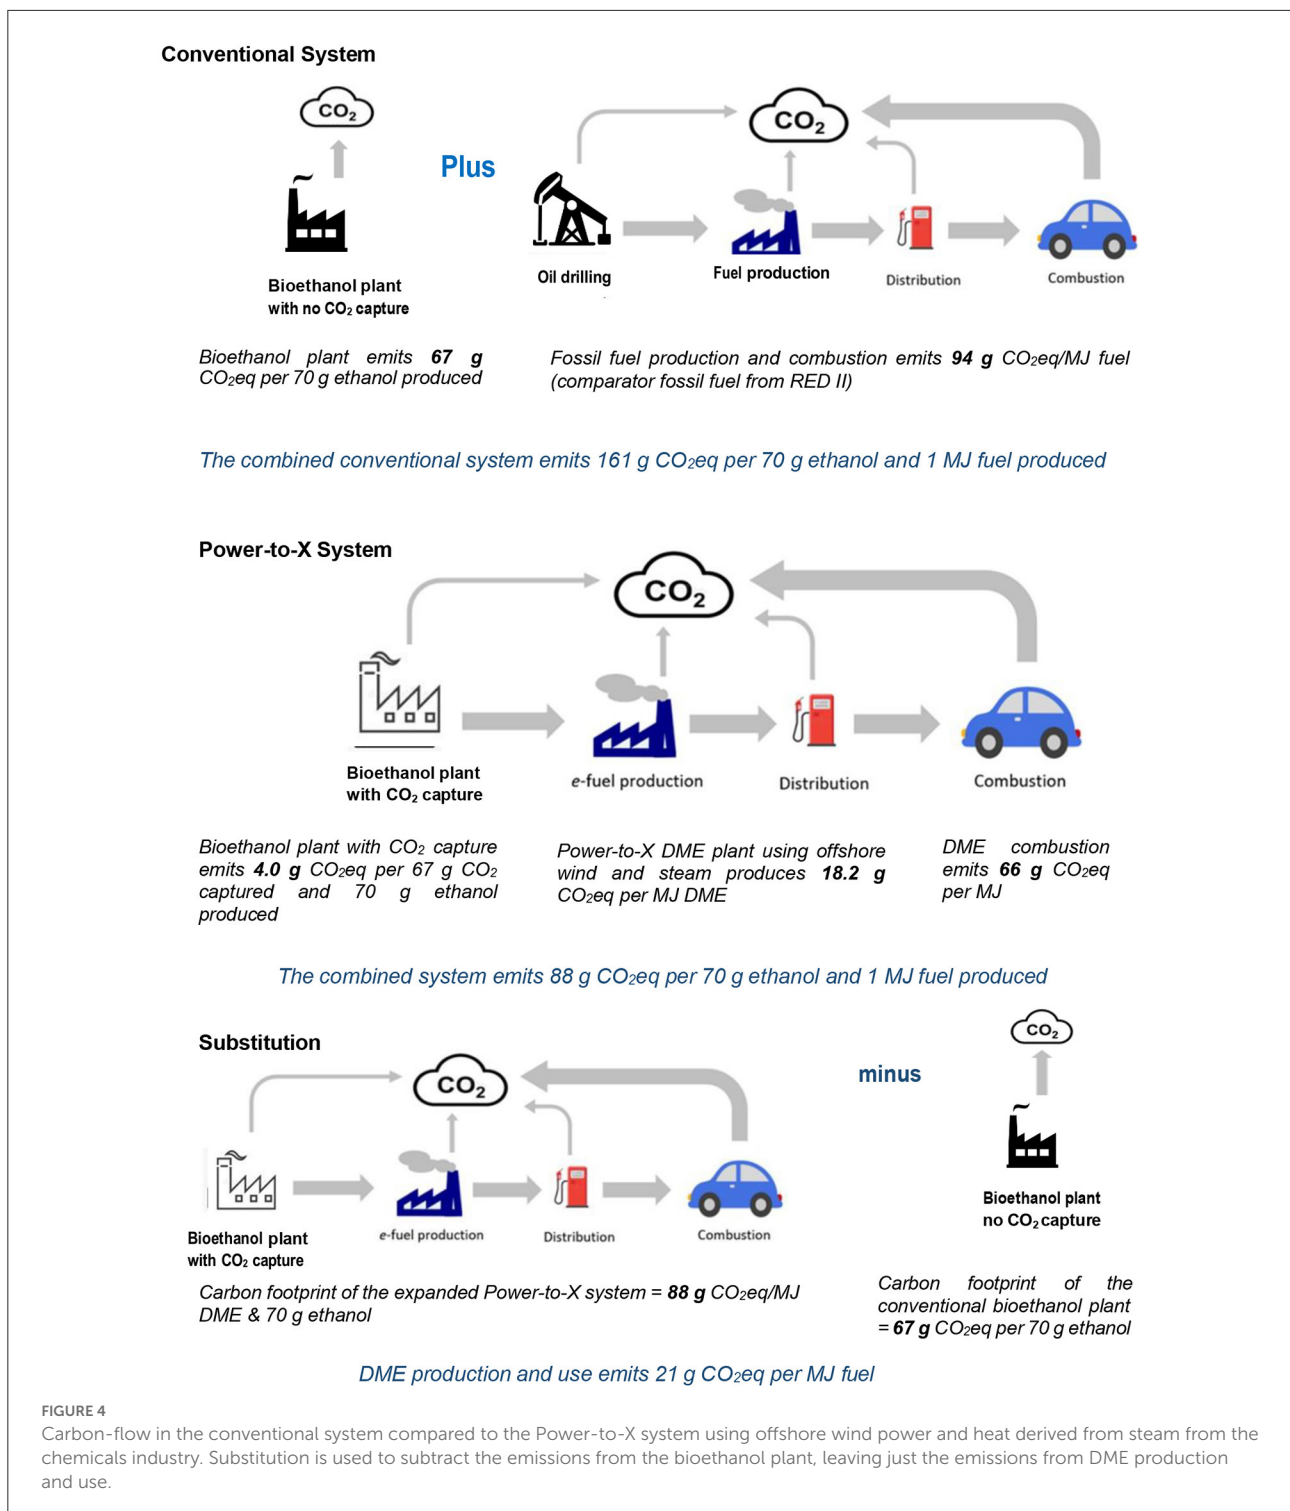 Conventional System
CO2
Plus
CO2
Bioethanol plant
with no CO2 capture
Oil drilling
Fuel production
Distribution
Combustion
Bioethanol plant emits 67 g
CO2eq per 70 g ethanol produced
Fossil fuel production and combustion emits 94 g CO2eq/MJ fuel
(comparator fossil fuel from RED II)
The combined conventional system emits 161 g CO2eq per 70 g ethanol and 1 MJ fuel produced
Power-to-X System
CO2
Bioethanol plant
with CO2 capture
e-fuel production
Distribution
Combustion
Bioethanol plant with CO2 capture
emits 4.0 g CO2eq per 67 g CO2
captured and 70 g ethanol
produced
Power-to-X DME plant using offshore
wind and steam produces 18.2 g
CO2eq per MJ DME
DME combustion
emits 66 g CO2eq
per MJ
The combined system emits 88 g CO2eq per 70 g ethanol and 1 MJ fuel produced
Substitution
CO2
minus
CO2
Bioethanol plant
with CO2 capture
e-fuel production
Distribution
Combustion
Bioethanol plant
no CO2 capture
Carbon footprint of the expanded Power-to-X system = 88 g CO2eq/MJ
DME & 70 g ethanol
Carbon footprint of the
conventional bioethanol plant
= 67 g CO2eq per 70 g ethanol
DME production and use emits 21 g CO2eq per MJ fuel
FIGURE 4
Carbon-flow in the conventional system compared to the Power-to-X system using offshore wind power and heat derived from steam from the
chemicals industry. Substitution is used to subtract the emissions from the bioethanol plant, leaving just the emissions from DME production
and use.